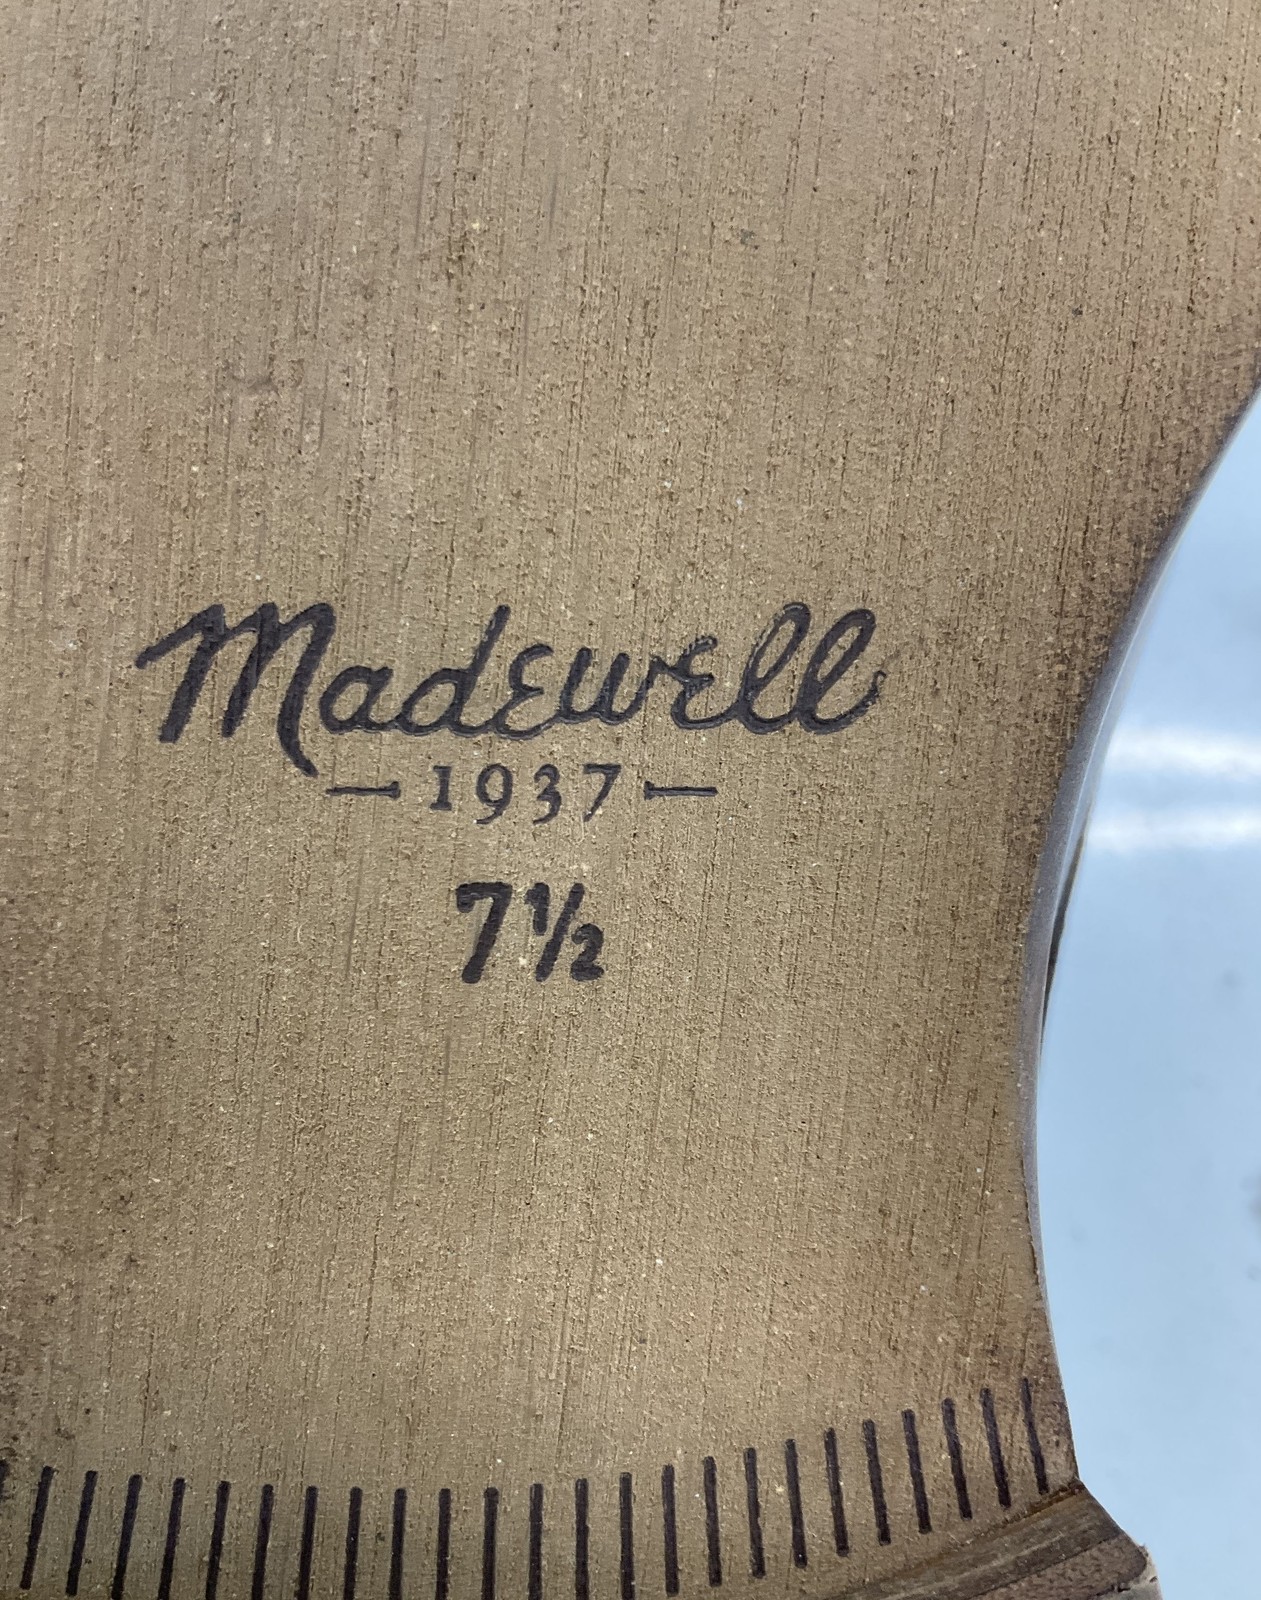 Madewell
— 1937 —
7½